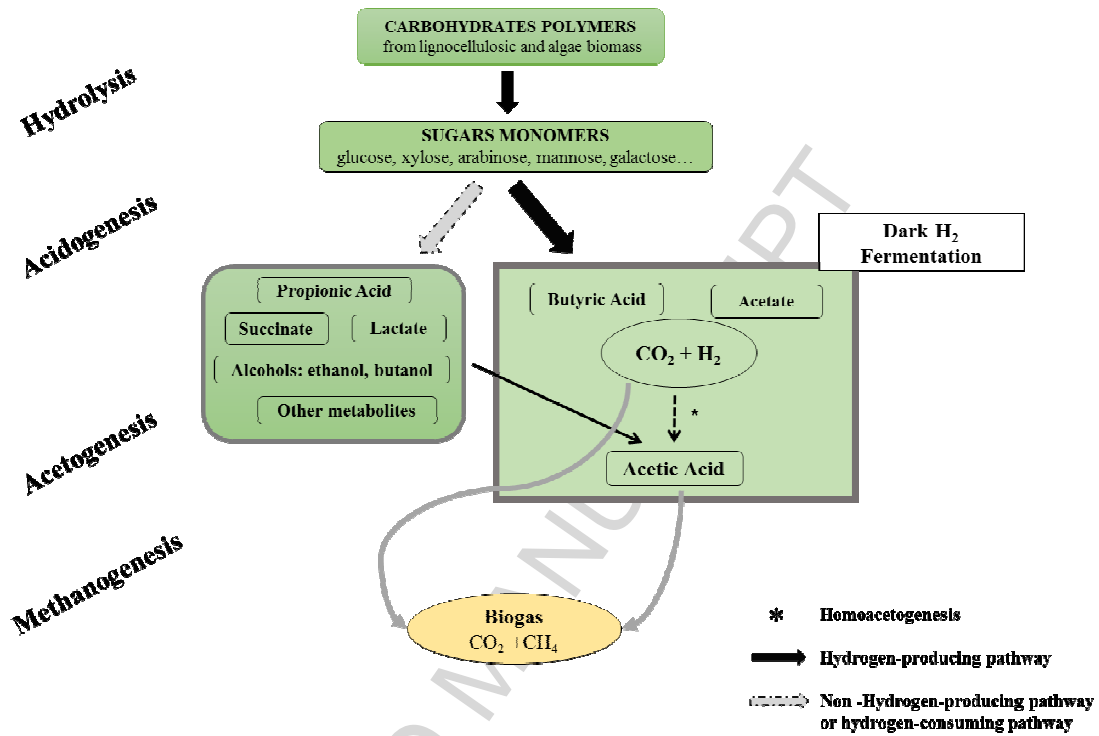 CARBOHYDRATES POLYMERS
from lignocellulosic and algae biomass
Hydrolysis
SUGARS MONOMERS
glucose, xylose, arabinose, mannose, galactose…
Acidogenesis
Dark H₂
Fermentation
Propionic Acid
Succinate
Lactate
Alcohols: ethanol, butanol
Other metabolites
Butyric Acid
Acetate
CO₂ + H₂
*
Acetic Acid
Acetogenesis
Methanogenesis
Biogas
CO₂ +CH₄
* Homoacetogenesis
Hydrogen-producing pathway
Non -Hydrogen-producing pathway
or hydrogen-consuming pathway